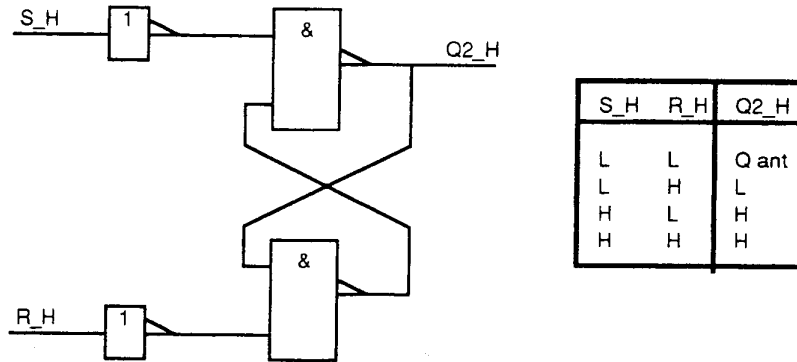 S_H
1
&
Q2_H
&
R_H
1
S_H R_H Q2_H
L L Q ant
L H L
H L H
H H H